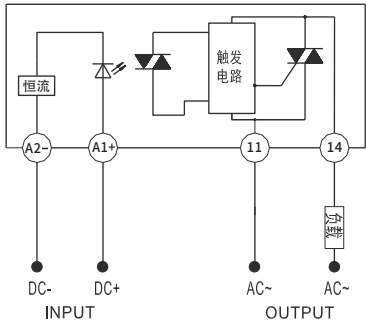 触发
电路
恒流
A2-
A1+
11
14
负载
DC-
DC+
AC~
AC~
INPUT
OUTPUT